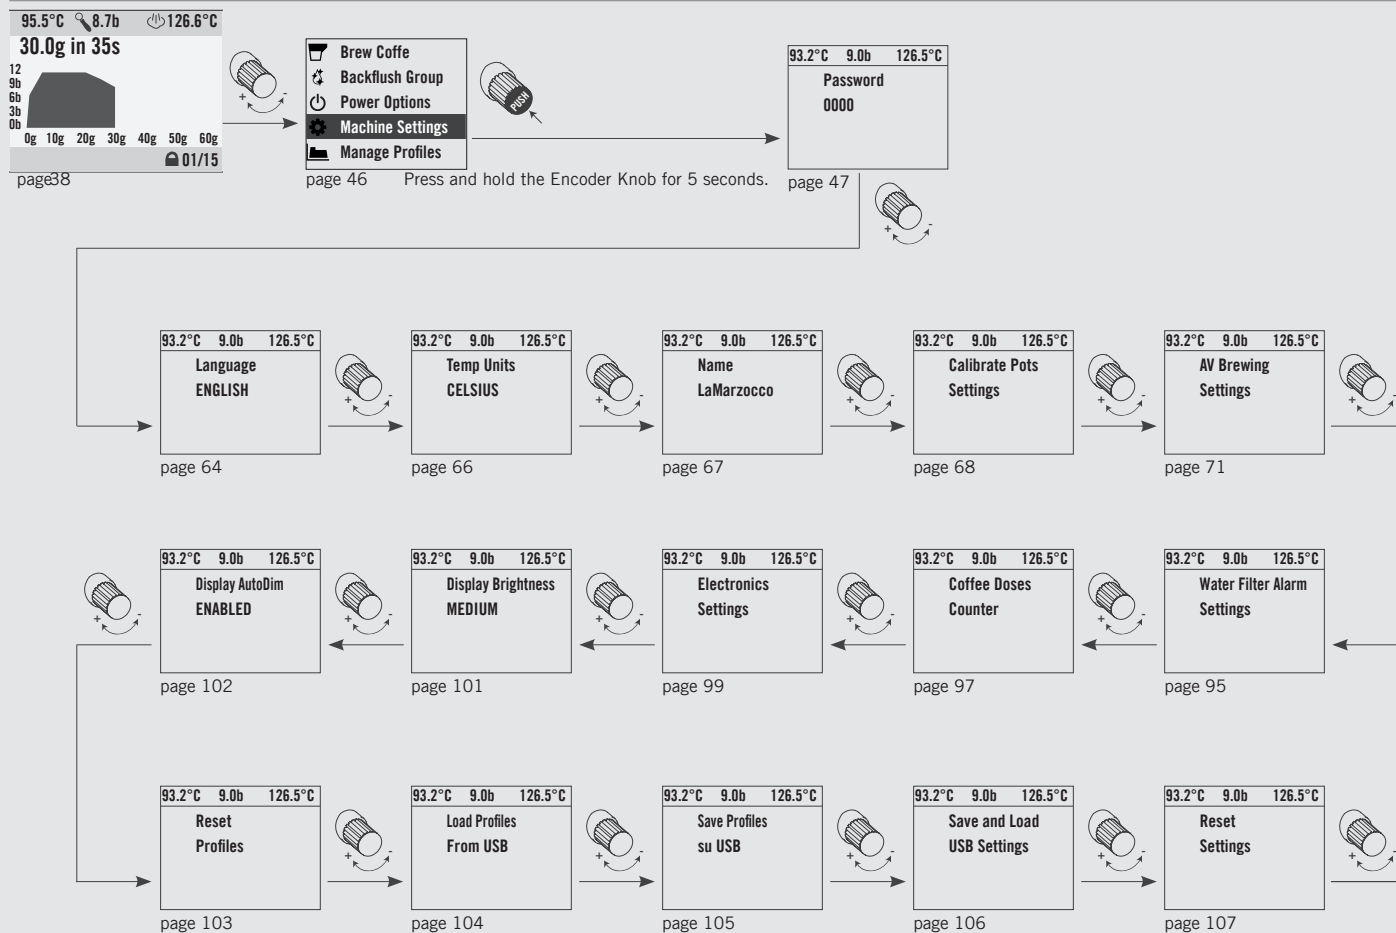 95.5°C 8.7b 126.6°C
30.0g in 35s
12
9b
6b
3b
0b
0g 10g 20g 30g 40g 50g 60g
01/15
page38
+ -
Brew Coffe
Backflush Group
Power Options
Machine Settings
Manage Profiles
page 46
PUSH
Press and hold the Encoder Knob for 5 seconds.
93.2°C 9.0b 126.5°C
Password
0000
page 47
+ -
93.2°C 9.0b 126.5°C
Language
ENGLISH
page 64
+ -
93.2°C 9.0b 126.5°C
Temp Units
CELSIUS
page 66
+ -
93.2°C 9.0b 126.5°C
Name
LaMarzocco
page 67
+ -
93.2°C 9.0b 126.5°C
Calibrate Pots
Settings
page 68
+ -
93.2°C 9.0b 126.5°C
AV Brewing
Settings
page 71
+ -
+ -
93.2°C 9.0b 126.5°C
Display AutoDim
ENABLED
page 102
+ -
93.2°C 9.0b 126.5°C
Display Brightness
MEDIUM
page 101
+ -
93.2°C 9.0b 126.5°C
Electronics
Settings
page 99
+ -
93.2°C 9.0b 126.5°C
Coffee Doses
Counter
page 97
+ -
93.2°C 9.0b 126.5°C
Water Filter Alarm
Settings
page 95
93.2°C 9.0b 126.5°C
Reset
Profiles
page 103
+ -
93.2°C 9.0b 126.5°C
Load Profiles
From USB
page 104
+ -
93.2°C 9.0b 126.5°C
Save Profiles
su USB
page 105
+ -
93.2°C 9.0b 126.5°C
Save and Load
USB Settings
page 106
+ -
93.2°C 9.0b 126.5°C
Reset
Settings
page 107
+ -